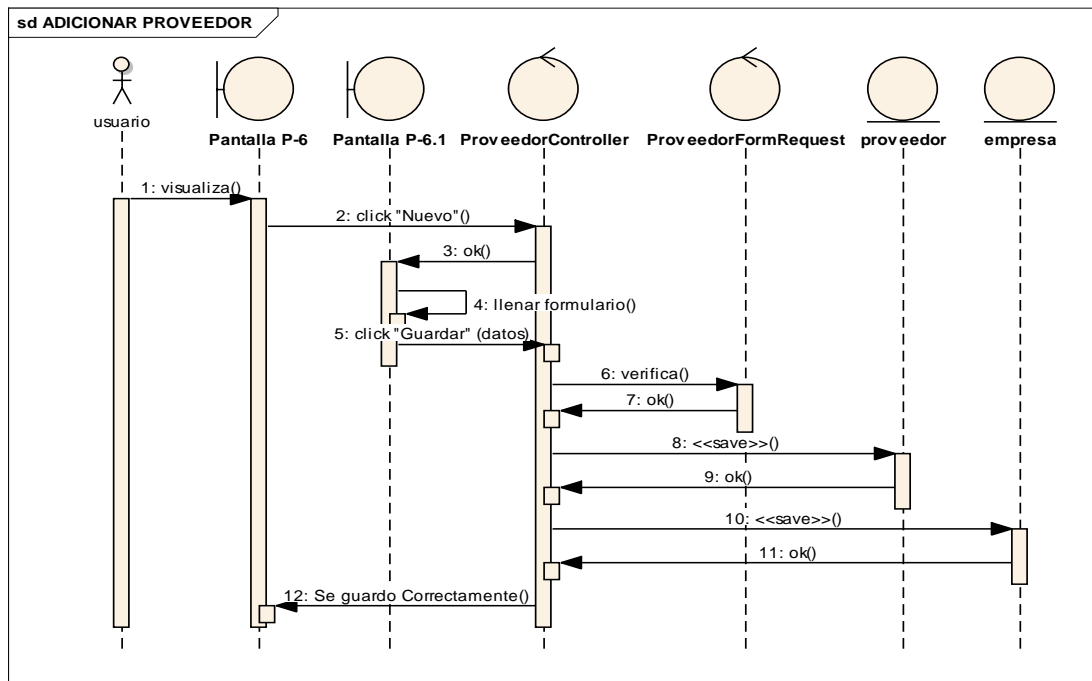 sd ADICIONAR PROVEEDOR
usuario
Pantalla P-6
Pantalla P-6.1
ProveedorController
ProveedorFormRequest
proveedor
empresa
1: visualiza()
2: click "Nuevo"()
3: ok()
4: llenar formulario()
5: click "Guardar" (datos)
6: verifica()
7: ok()
8: <<save>>()
9: ok()
10: <<save>>()
11: ok()
12: Se guardo Correctamente()